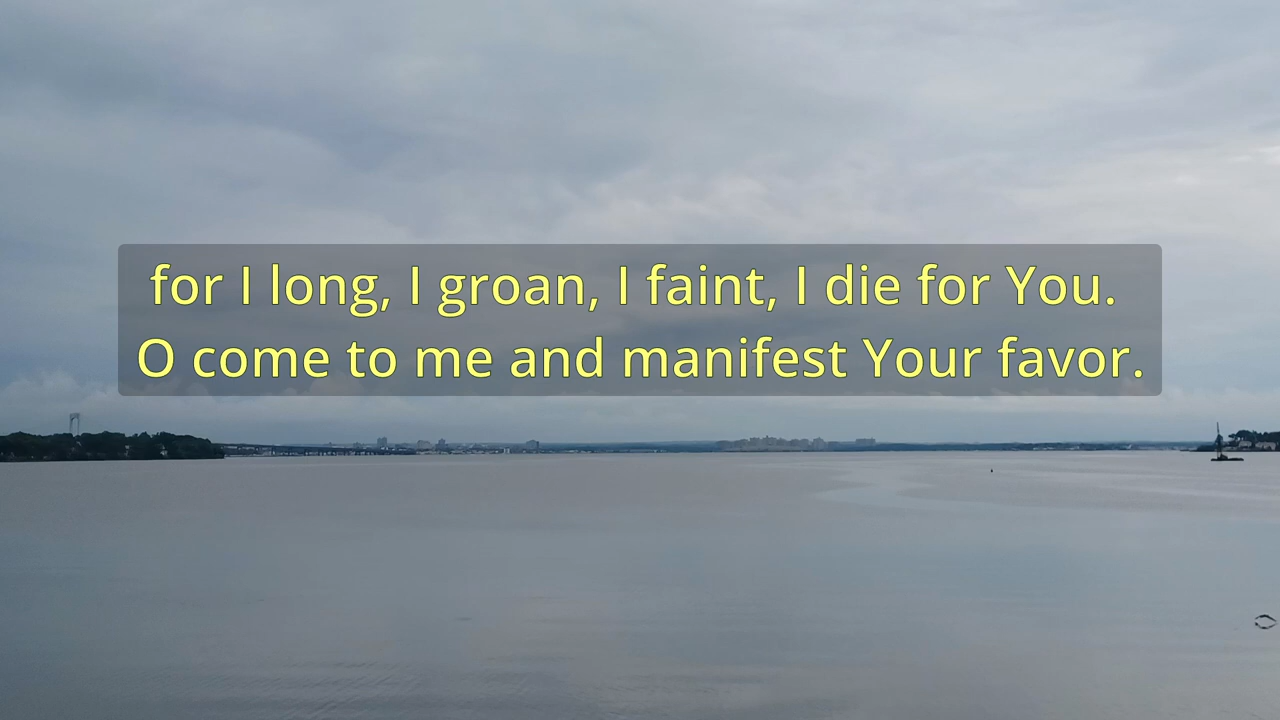 for I long, I groan, I faint, I die for You.
O come to me and manifest Your favor.